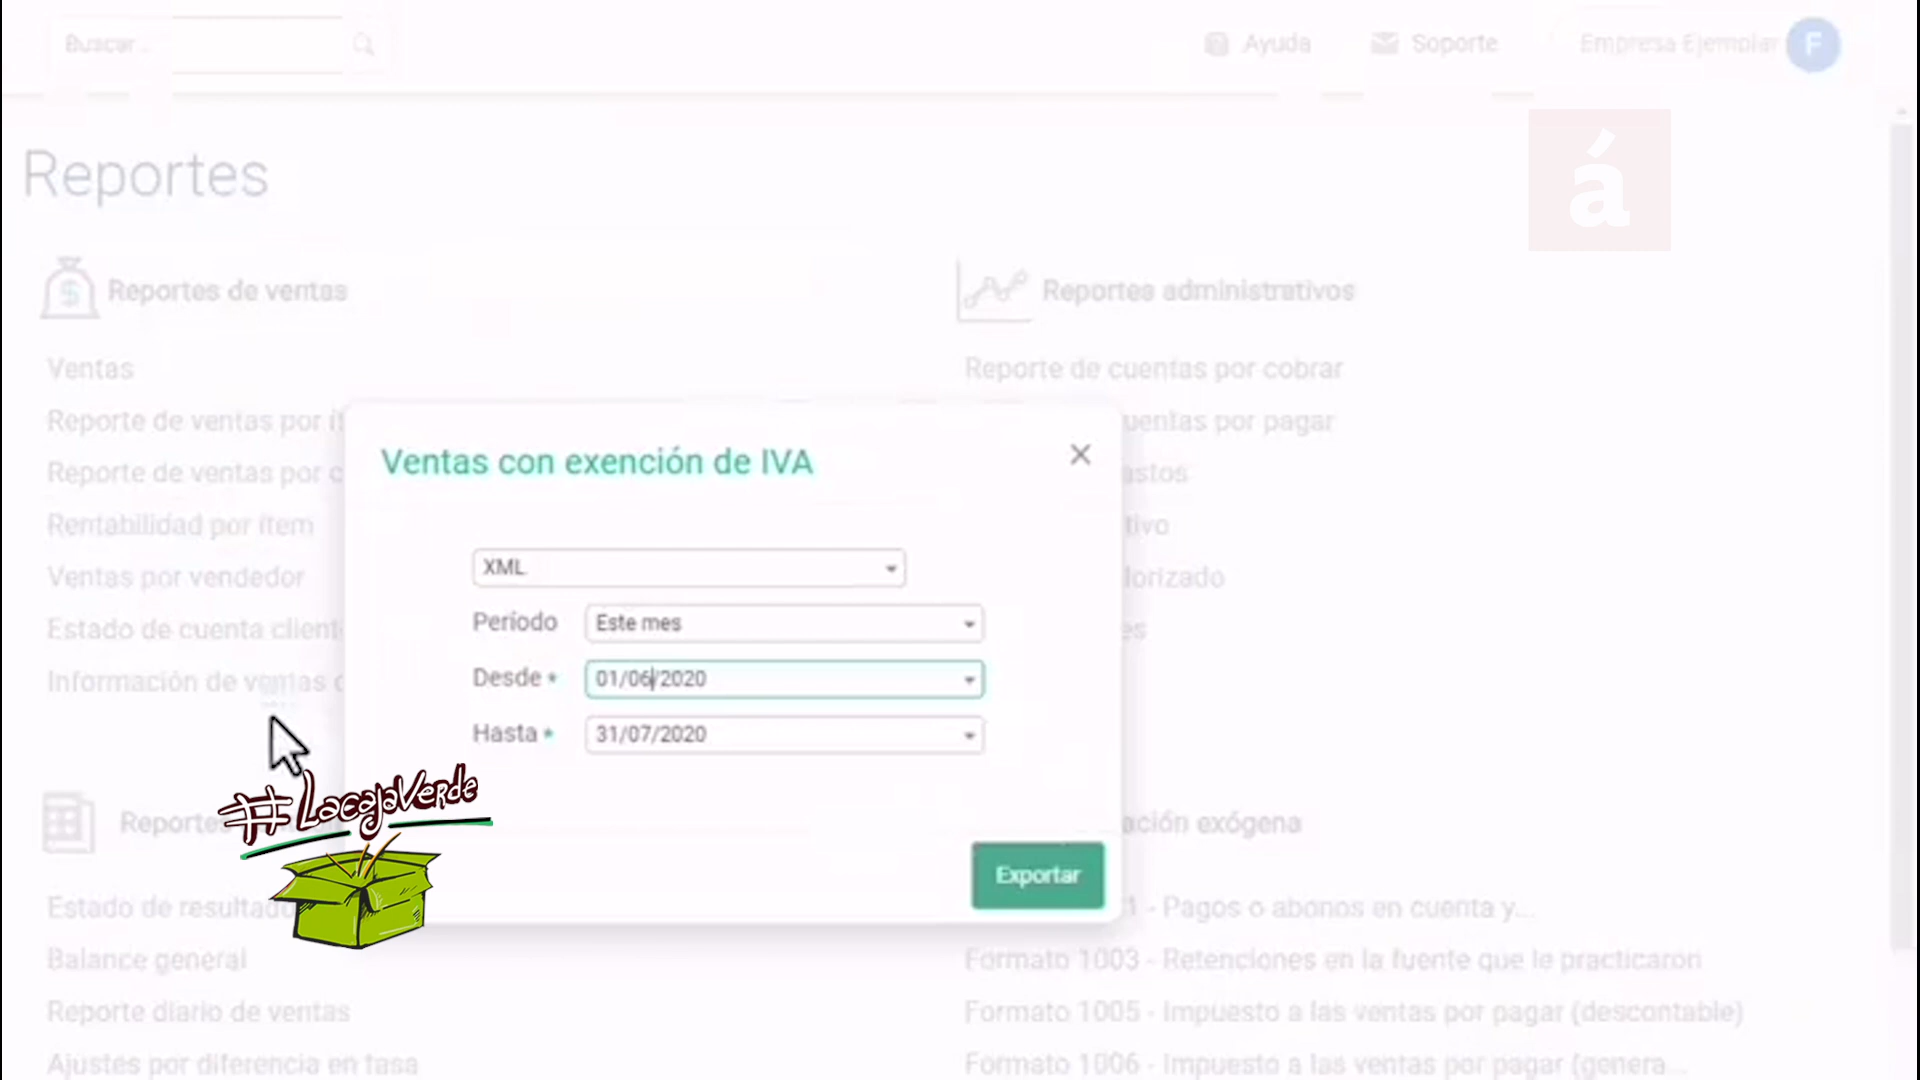 Buscar...
Ayuda
Soporte
Empresa Ejemplar
F
á
Reportes
Reportes de ventas
Reportes administrativos
Ventas
Reporte de cuentas por cobrar
Reporte de ventas por
uentas por pagar
Reporte de ventas por c
Ventas con exención de IVA
astos
Rentabilidad por ítem
tivo
XML
Ventas por vendedor
lorizado
Período
Este mes
Estado de cuenta client
es
Desde *
01/06/2020
Información de ventas
Hasta *
31/07/2020
#LacajaVerde
Reportes
ación exógena
Exportar
Estado de resultado
1 - Pagos o abonos en cuenta y...
Balance general
Formato 1003 - Retenciones en la fuente que le practicaron
Reporte diario de ventas
Formato 1005 - Impuesto a las ventas por pagar (descontable)
Ajustes por diferencia en tasa
Formato 1006 - Impuesto a las ventas por pagar (genera...